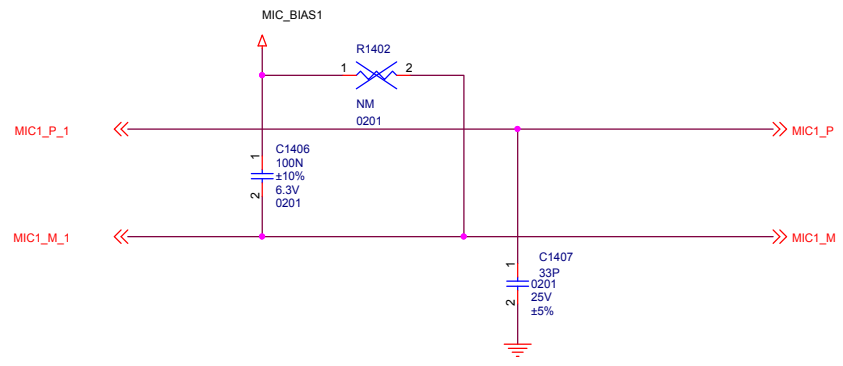 MIC_BIAS1
R1402
1
2
NM
0201
MIC1_P_1
MIC1_P
1
C1406
100N
±10%
6.3V
0201
2
MIC1_M_1
MIC1_M
1
C1407
33P
0201
25V
±5%
2